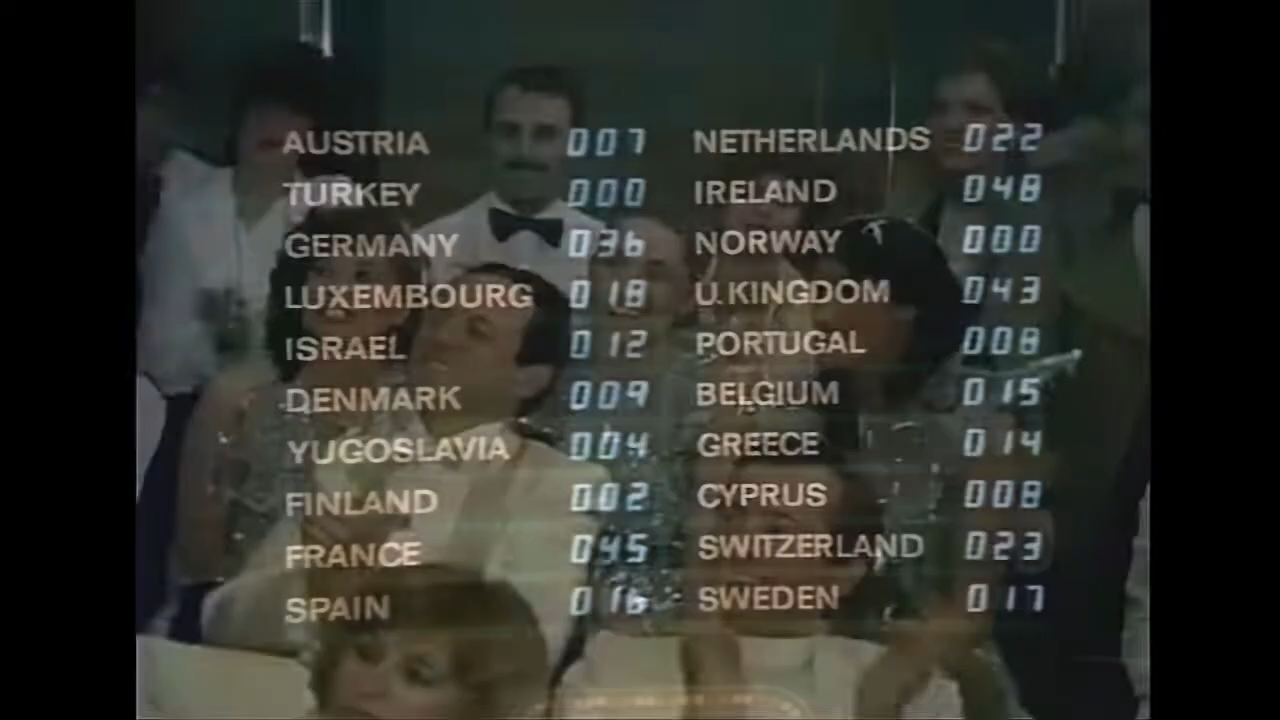 AUSTRIA 007 NETHERLANDS 022
TURKEY 000 IRELAND 048
GERMANY 036 NORWAY 000
LUXEMBOURG 018 U.KINGDOM 043
ISRAEL 012 PORTUGAL 008
DENMARK 009 BELGIUM 015
YUGOSLAVIA 004 GREECE 014
FINLAND 002 CYPRUS 008
FRANCE 045 SWITZERLAND 023
SPAIN 016 SWEDEN 017